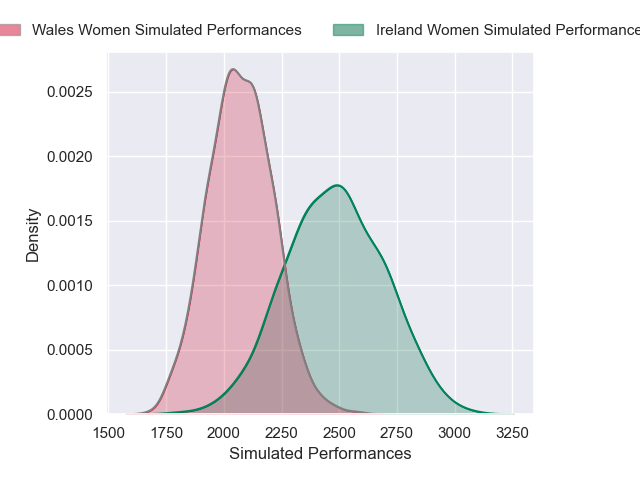 Wales Women Simulated Performances
Ireland Women Simulated Performance
0.0025
0.0020
0.0015
0.0010
0.0005
0.0000
Density
1500 1750 2000 2250 2500 2750 3000 3250
Simulated Performances